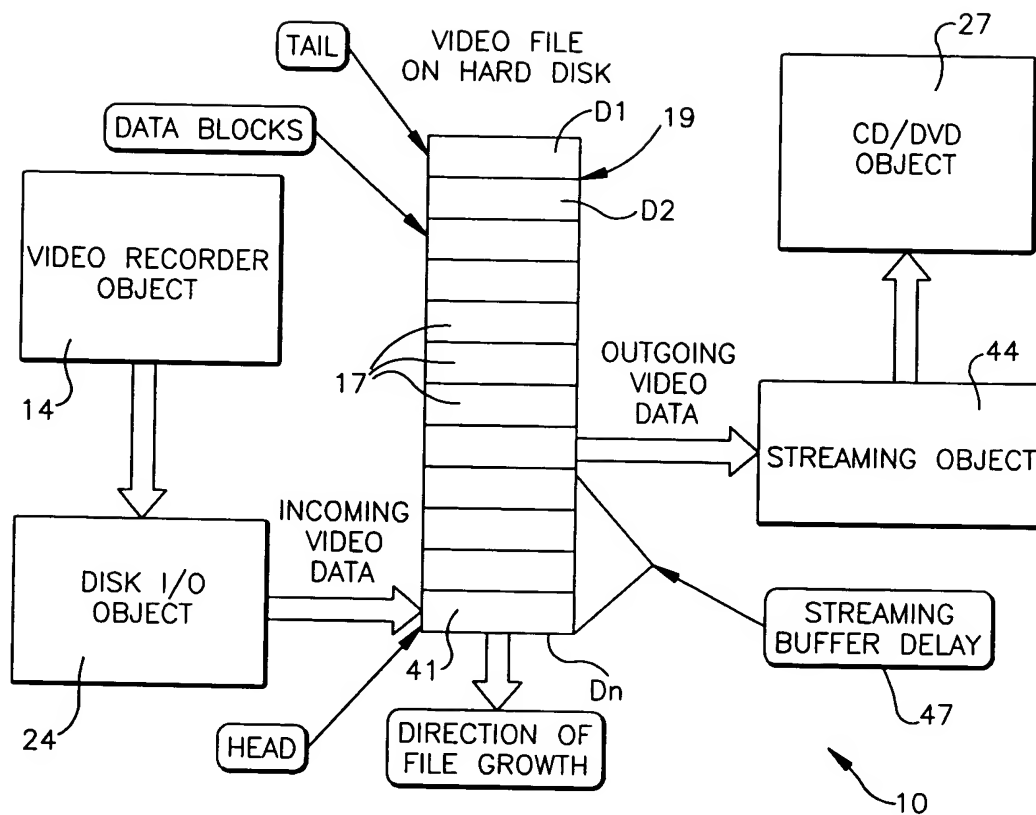 TAIL
VIDEO FILE
ON HARD DISK
27
DATA BLOCKS
D1
19
CD/DVD
OBJECT
D2
VIDEO RECORDER
OBJECT
17
OUTGOING
VIDEO
DATA
44
14
STREAMING OBJECT
INCOMING
VIDEO
DATA
DISK I/O
OBJECT
STREAMING
BUFFER DELAY
41
Dn
24
HEAD
DIRECTION OF
FILE GROWTH
47
10